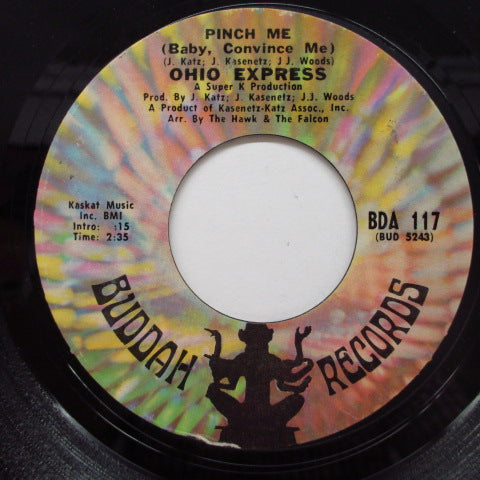 PINCH ME
(Baby, Convince Me)
(J. Katz; J. Kasenetz; J.J. Woods)
OHIO EXPRESS
A Super K Production
Prod. By J. Katz; J. Kasenetz; J.J. Woods
A Product of Kasenetz-Katz Assoc., Inc.
Arr. By The Hawk & The Falcon
Kaskat Music
Inc. BMI
Intro: :15
Time: 2:35
BDA 117
(BUD 5243)
BUDDAH RECORDS